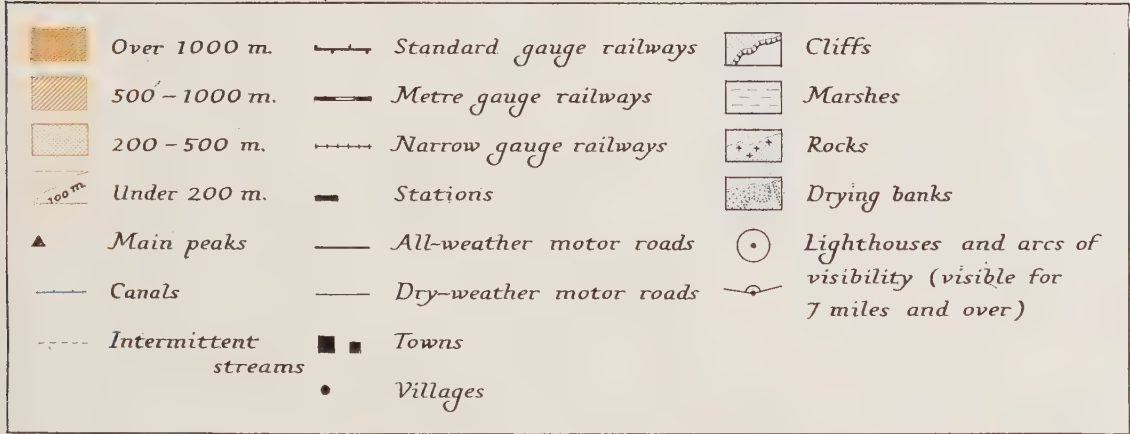 Over 1000 m.
500 – 1000 m.
200 – 500 m.
100 m.
Under 200 m.
Main peaks
Canals
Intermittent
streams
Standard gauge railways
Metre gauge railways
Narrow gauge railways
Stations
All-weather motor roads
Dry-weather motor roads
Towns
Villages
Cliffs
Marshes
Rocks
Drying banks
Lighthouses and arcs of
visibility (visible for
7 miles and over)